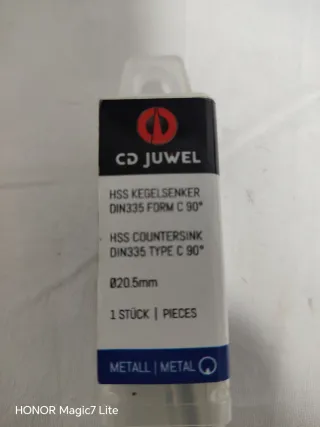 CD JUWEL
HSS KEGELSENKER
DIN335 FORM C 90°
HSS COUNTERSINK
DIN335 TYPE C 90°
Ø20.5mm
1 STÜCK | PIECES
METALL | METAL
HONOR Magic7 Lite